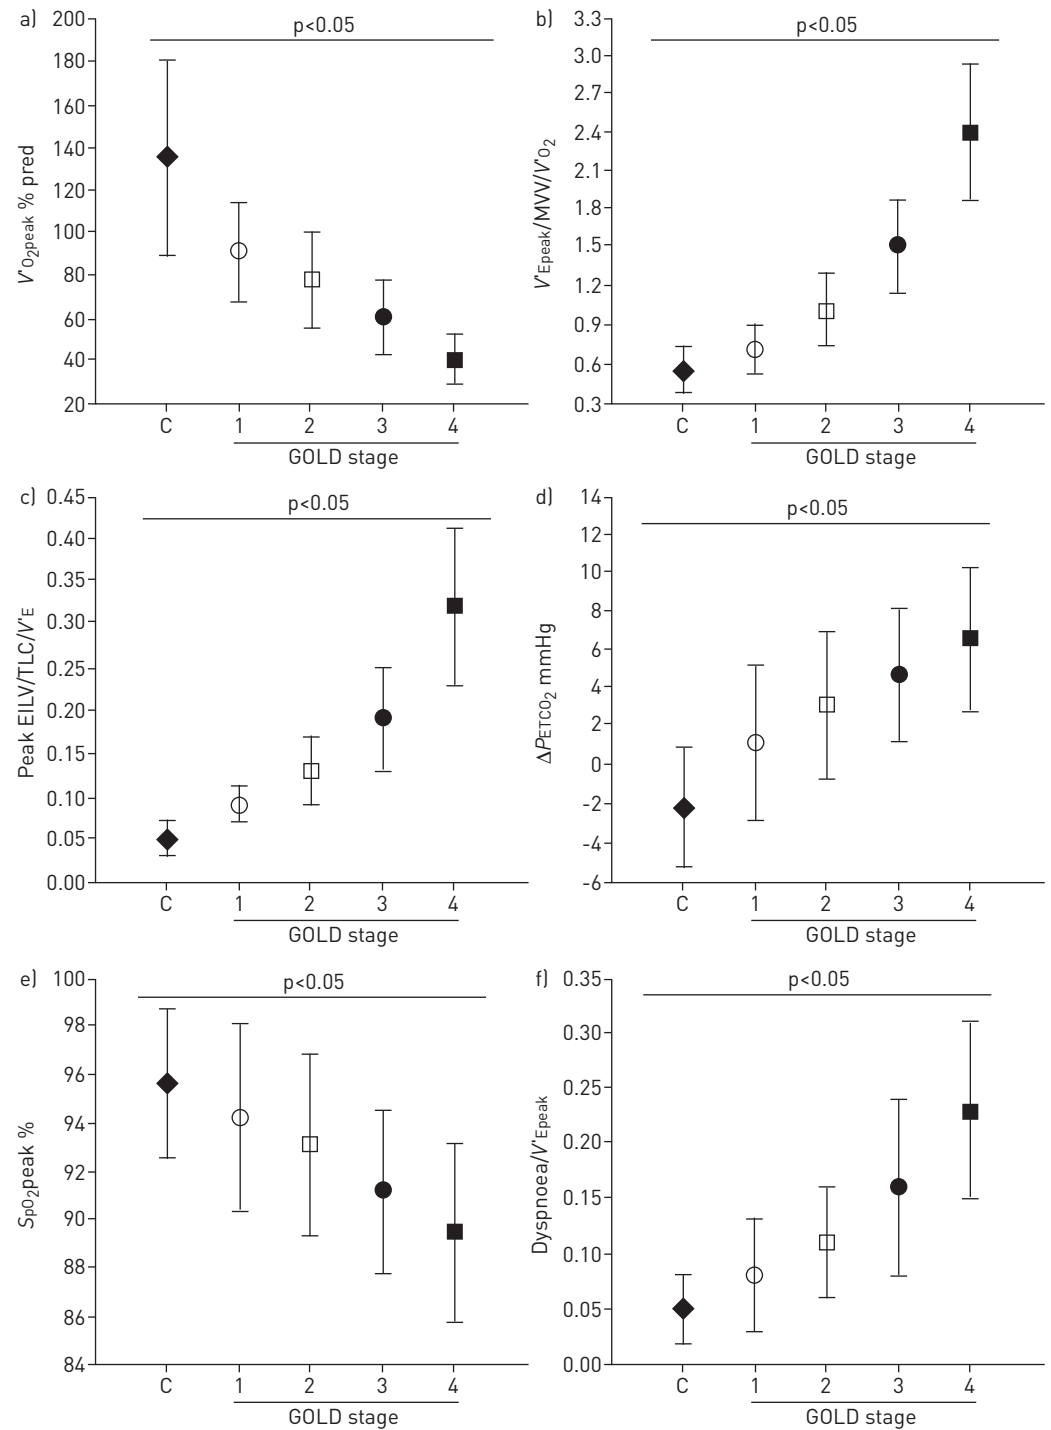 a)
p<0.05
V'O2peak % pred
200
180
160
140
120
100
80
60
40
20
C 1 2 3 4
GOLD stage
b)
p<0.05
V'Epeak/MVV/V'O2
3.3
3.0
2.7
2.4
2.1
1.8
1.5
1.2
0.9
0.6
0.3
C 1 2 3 4
GOLD stage
c)
p<0.05
Peak EILV/TLC/V'E
0.45
0.40
0.35
0.30
0.25
0.20
0.15
0.10
0.05
0.00
C 1 2 3 4
GOLD stage
d)
p<0.05
ΔPETCO2 mmHg
14
12
10
8
6
4
2
0
-2
-4
-6
C 1 2 3 4
GOLD stage
e)
p<0.05
SpO2peak %
100
98
96
94
92
90
88
86
84
C 1 2 3 4
GOLD stage
f)
p<0.05
Dyspnoea/V'Epeak
0.35
0.30
0.25
0.20
0.15
0.10
0.05
0.00
C 1 2 3 4
GOLD stage